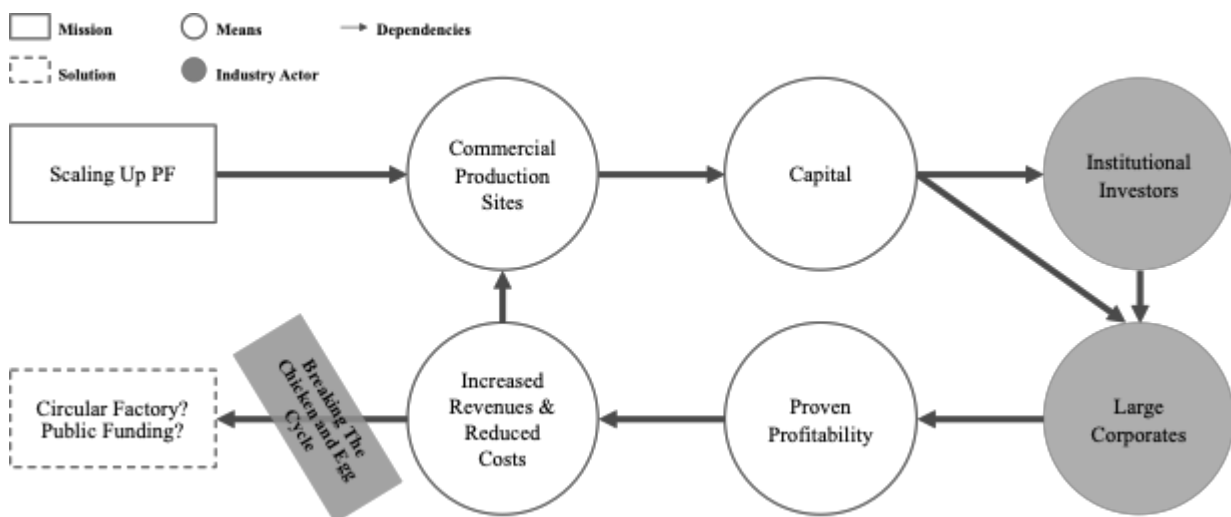 Mission
Means
Dependencies
Solution
Industry Actor
Scaling Up PF
Commercial
Production
Sites
Capital
Institutional
Investors
Circular Factory?
Public Funding?
Breaking The
Chicken and Egg
Cycle
Increased
Revenues &
Reduced
Costs
Proven
Profitability
Large
Corporates